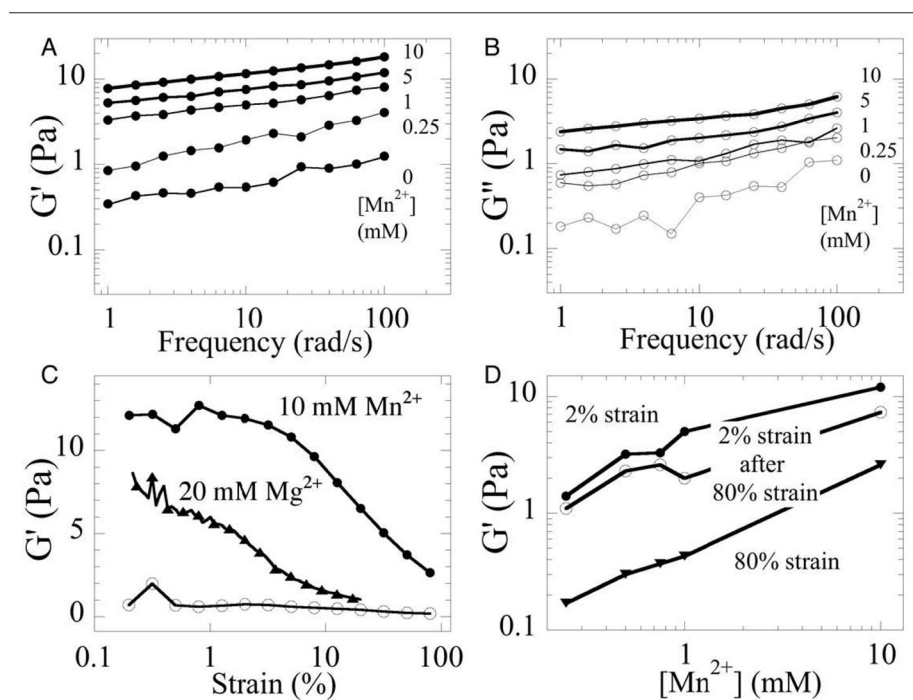 A
10
5
1
0.25
0
[Mn²⁺]
(mM)
10
1
0.1
G' (Pa)
1
10
100
Frequency (rad/s)
B
10
5
1
0.25
0
[Mn²⁺]
(mM)
10
1
0.1
G" (Pa)
1
10
100
Frequency (rad/s)
C
10 mM Mn²⁺
20 mM Mg²⁺
10
5
0
G' (Pa)
0.1
1
10
100
Strain (%)
D
2% strain
2% strain
after
80% strain
80% strain
10
1
0.1
G' (Pa)
1
10
[Mn²⁺] (mM)